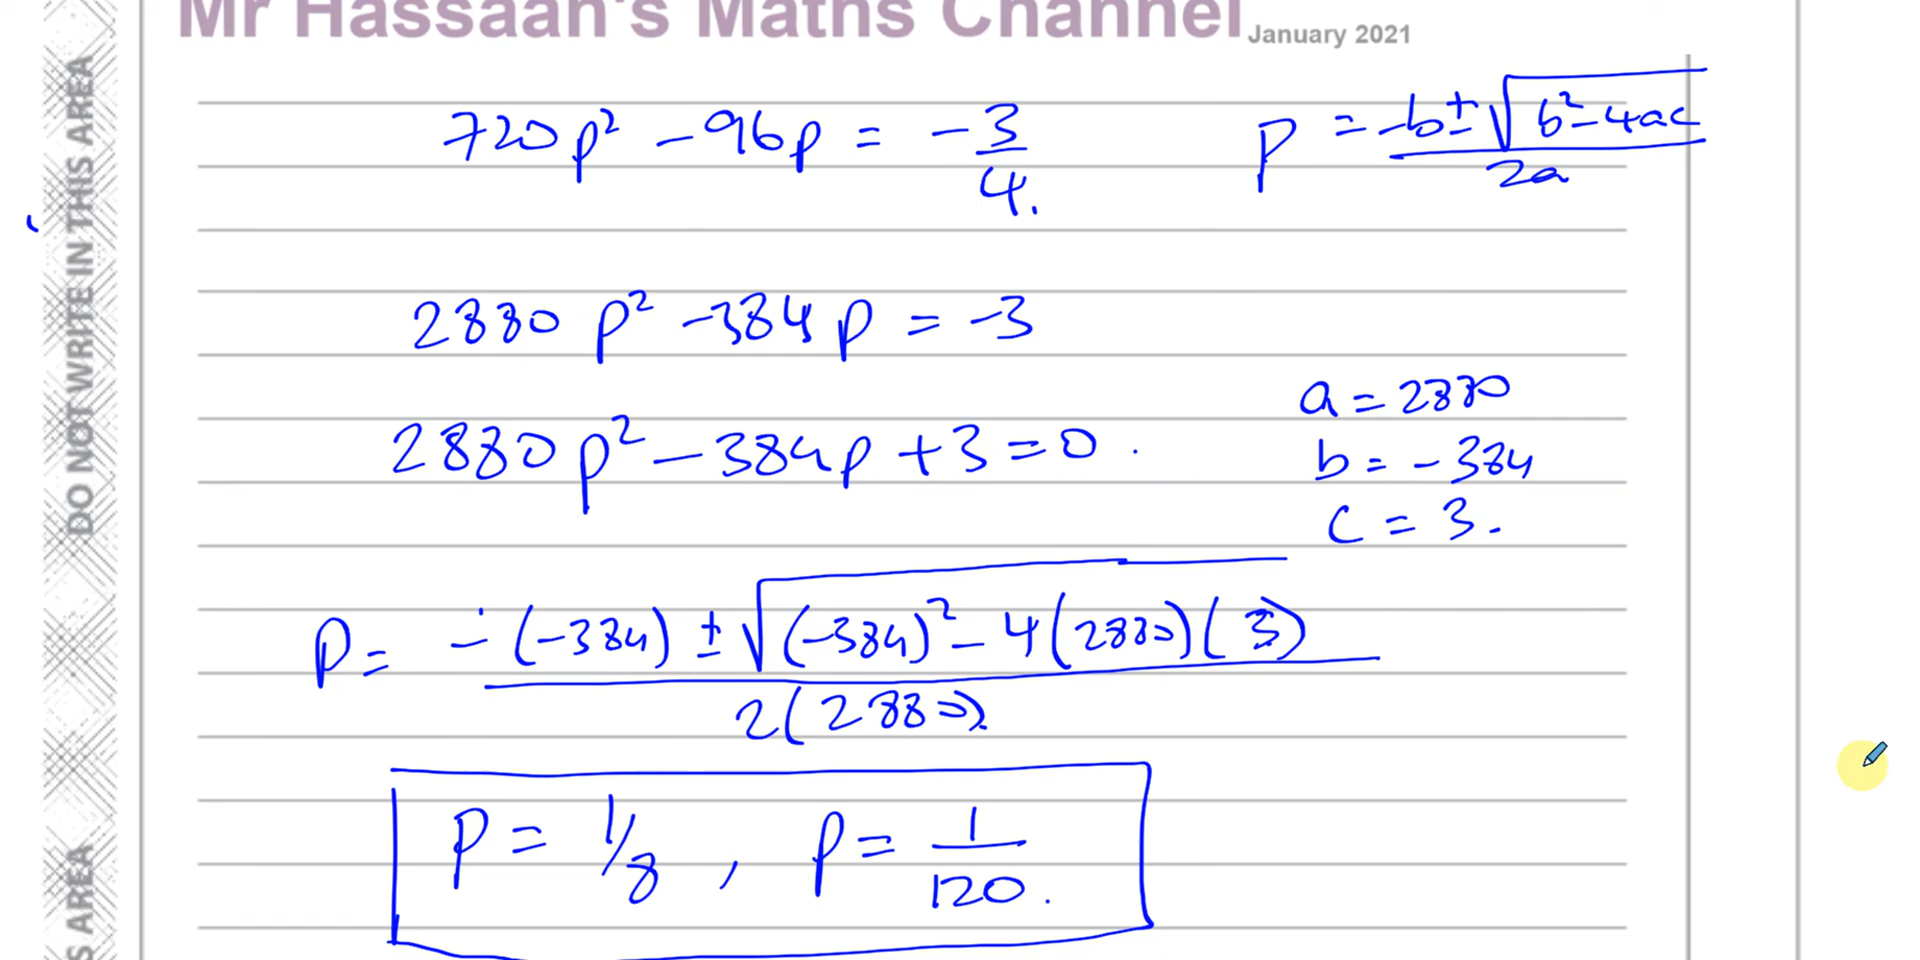 Mr Hassaan's Maths Channel
January 2021
DO NOT WRITE IN THIS AREA
720p² - 96p = -3/4.
p = -b±√(b²-4ac)/2a
2880p² - 384p = -3
a = 2880
2880p² - 384p + 3 = 0.
b = -384
c = 3.
p = -(-384) ± √((-384)² - 4(2880)(3))/2(2880)
p = 1/8, p = 1/120.
S AREA